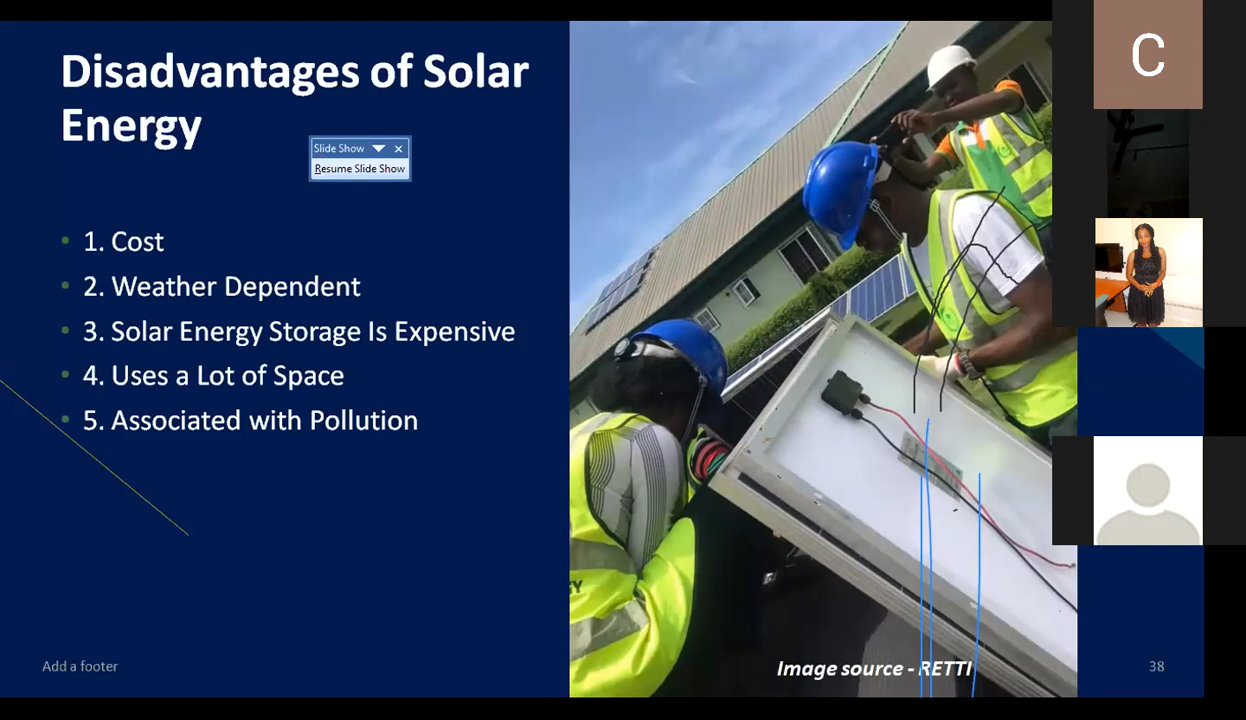 Disadvantages of Solar
Energy
Slide Show
Resume Slide Show
1. Cost
2. Weather Dependent
3. Solar Energy Storage Is Expensive
4. Uses a Lot of Space
5. Associated with Pollution
Add a footer
Image source - RETTI
38
C